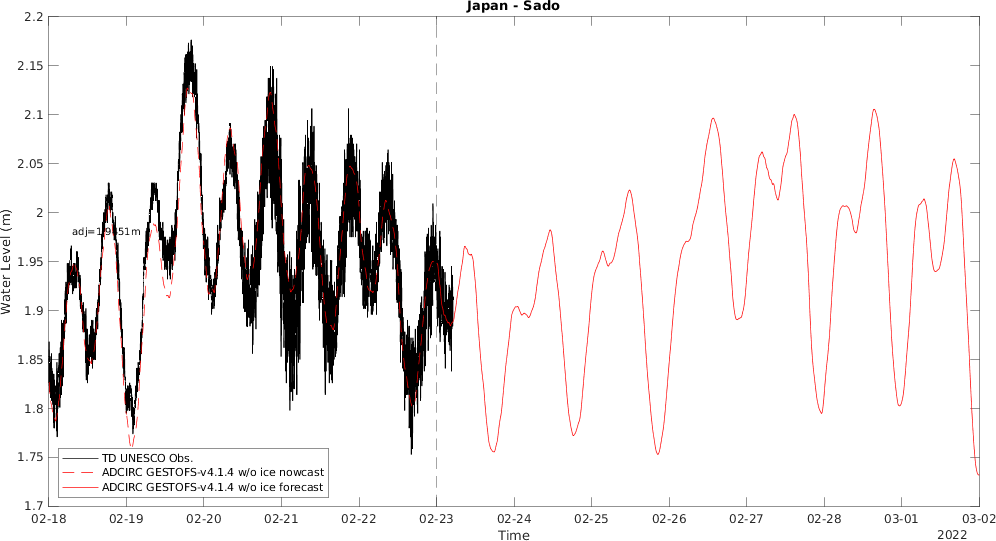 Japan - Sado
2.2
2.15
2.1
2.05
2
1.95
1.9
1.85
1.8
1.75
1.7
Water Level (m)
TD UNESCO Obs.
ADCIRC GESTOFS-v4.1.4 w/o ice nowcast
ADCIRC GESTOFS-v4.1.4 w/o ice forecast
02-18 02-19 02-20 02-21 02-22 02-23 02-24 02-25 02-26 02-27 02-28 03-01 03-02
Time
2022